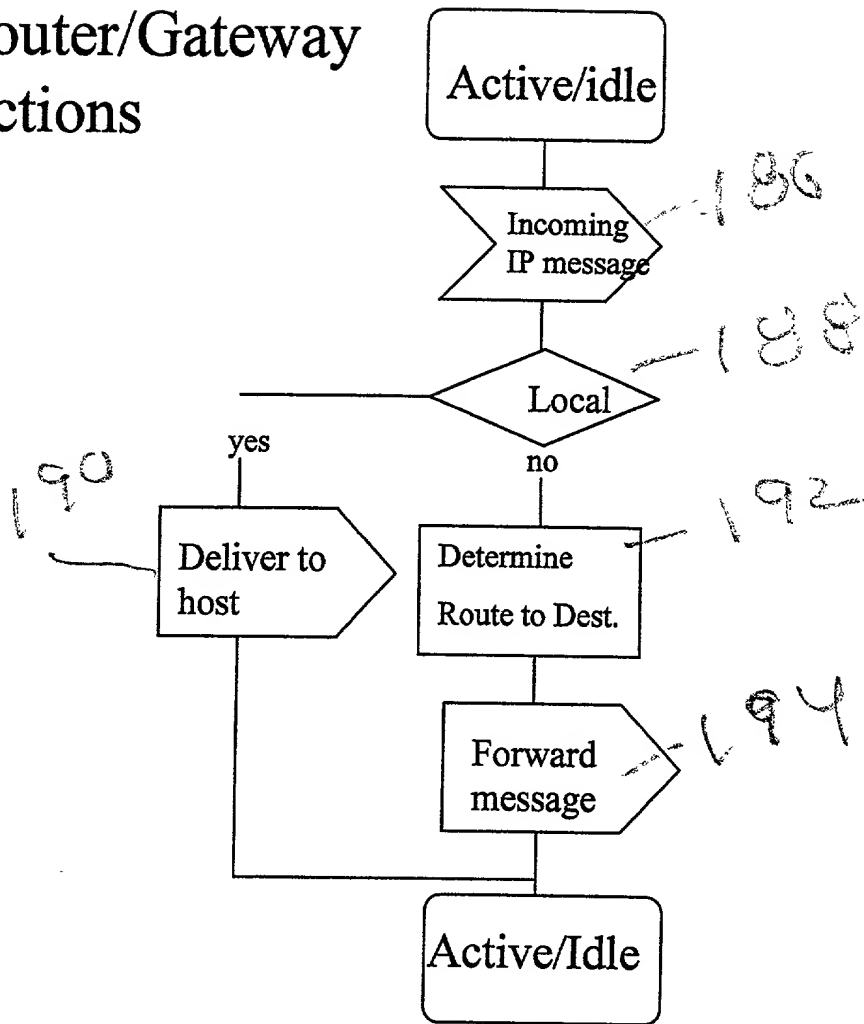 outer/Gateway
ctions
Active/idle
Incoming
IP message
186
Local
188
yes
no
190
Deliver to
host
Determine
Route to Dest.
192
Forward
message
194
Active/Idle